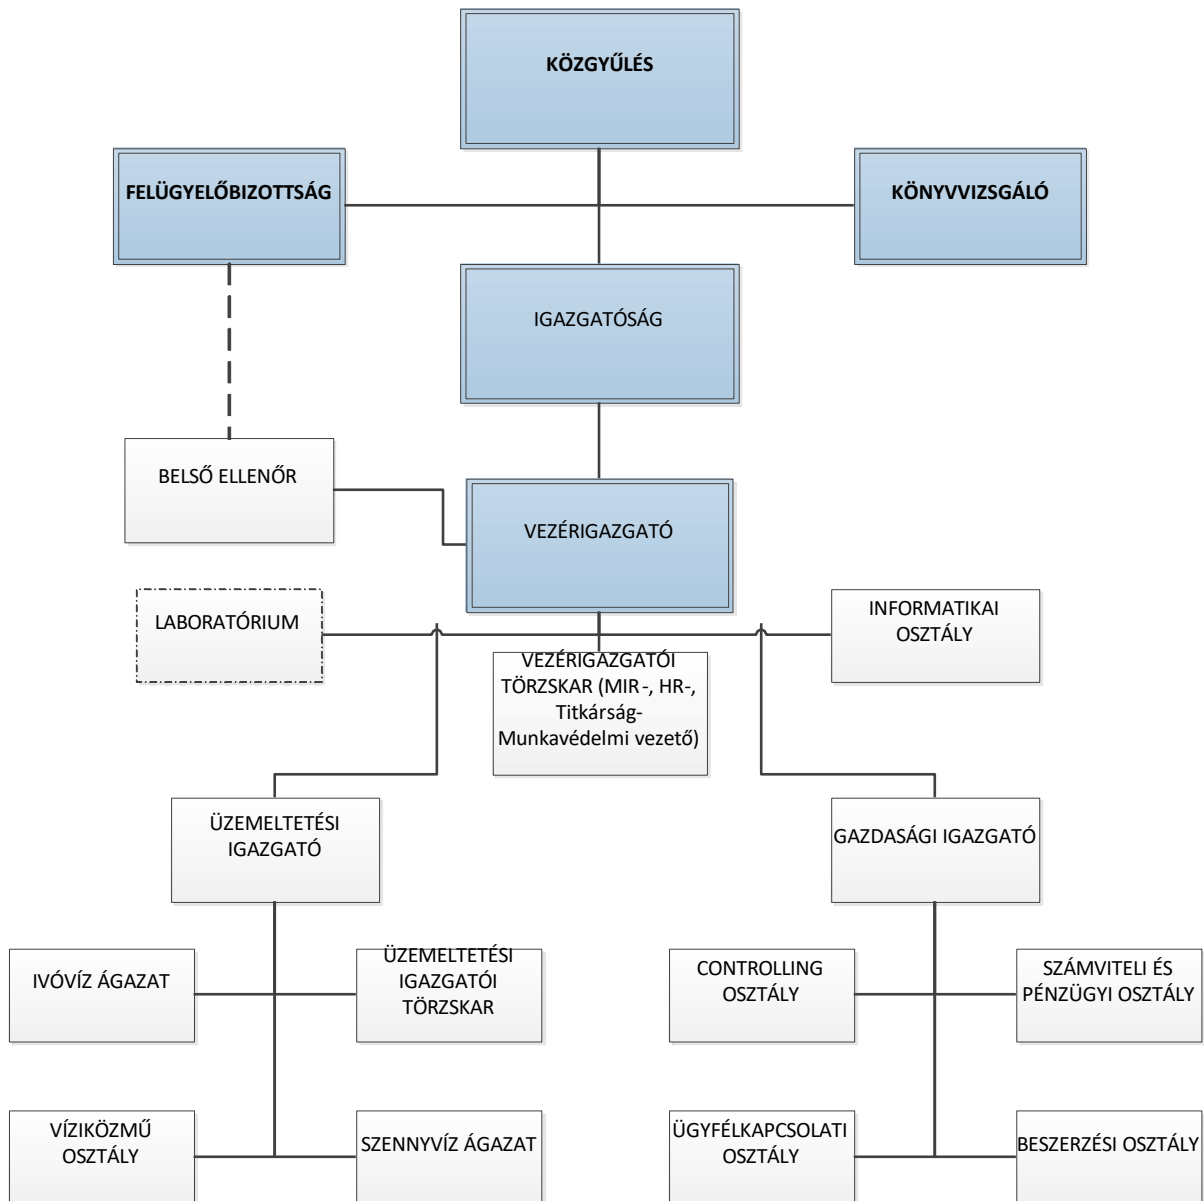 KÖZGYŰLÉS
FELÜGYELŐBIZOTTSÁG
KÖNYVVIZSGÁLÓ
IGAZGATÓSÁG
BELSŐ ELLENŐR
VEZÉRIGAZGATÓ
LABORATÓRIUM
INFORMATIKAI
OSZTÁLY
VEZÉRIGAZGATÓI
TÖRZSKAR (MIR-, HR-,
Titkárság-
Munkavédelmi vezető)
ÜZEMELTETÉSI
IGAZGATÓ
GAZDASÁGI IGAZGATÓ
IVÓVÍZ ÁGAZAT
ÜZEMELTETÉSI
IGAZGATÓI
TÖRZSKAR
CONTROLLING
OSZTÁLY
SZÁMVITELI ÉS
PÉNZÜGYI OSZTÁLY
VÍZIKÖZMŰ
OSZTÁLY
SZENNYVÍZ ÁGAZAT
ÜGYFÉLKAPCSOLATI
OSZTÁLY
BESZERZÉSI OSZTÁLY